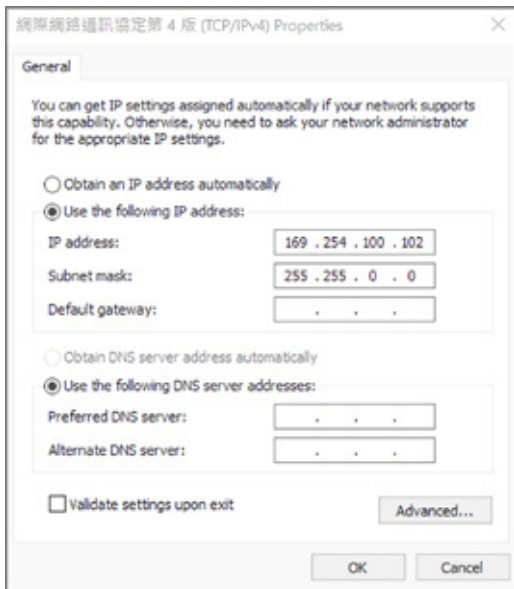 網際網路通訊協定第 4 版 (TCP/IPv4) Properties
General
You can get IP settings assigned automatically if your network supports
this capability. Otherwise, you need to ask your network administrator
for the appropriate IP settings.
Obtain an IP address automatically
Use the following IP address:
IP address: 169 . 254 . 100 . 102
Subnet mask: 255 . 255 . 0 . 0
Default gateway: . . .
Obtain DNS server address automatically
Use the following DNS server addresses:
Preferred DNS server: . . .
Alternate DNS server: . . .
Validate settings upon exit
Advanced...
OK Cancel